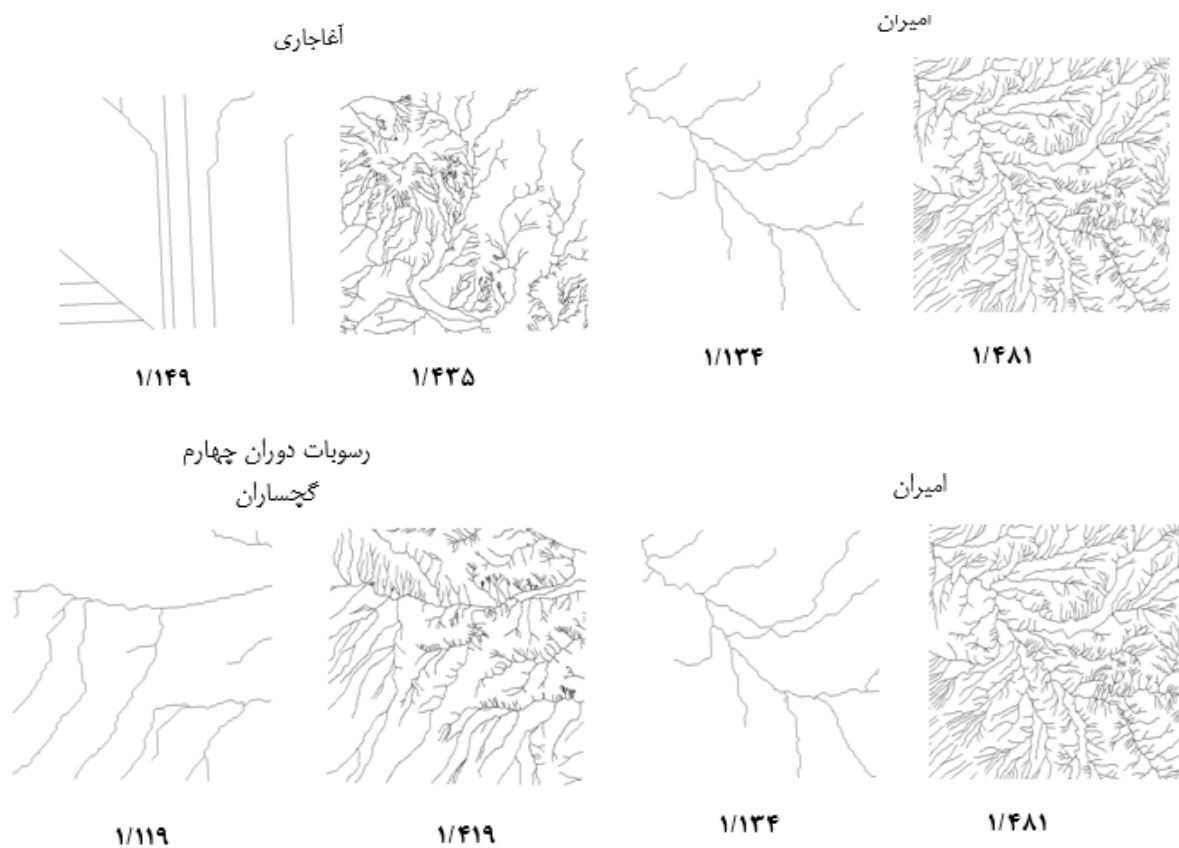 امیران
آغاجاری
۱/۴۸۱
۱/۱۳۴
۱/۴۳۵
۱/۱۴۹
رسوبات دوران چهارم
گچساران
امیران
۱/۴۸۱
۱/۱۳۴
۱/۴۱۹
۱/۱۱۹